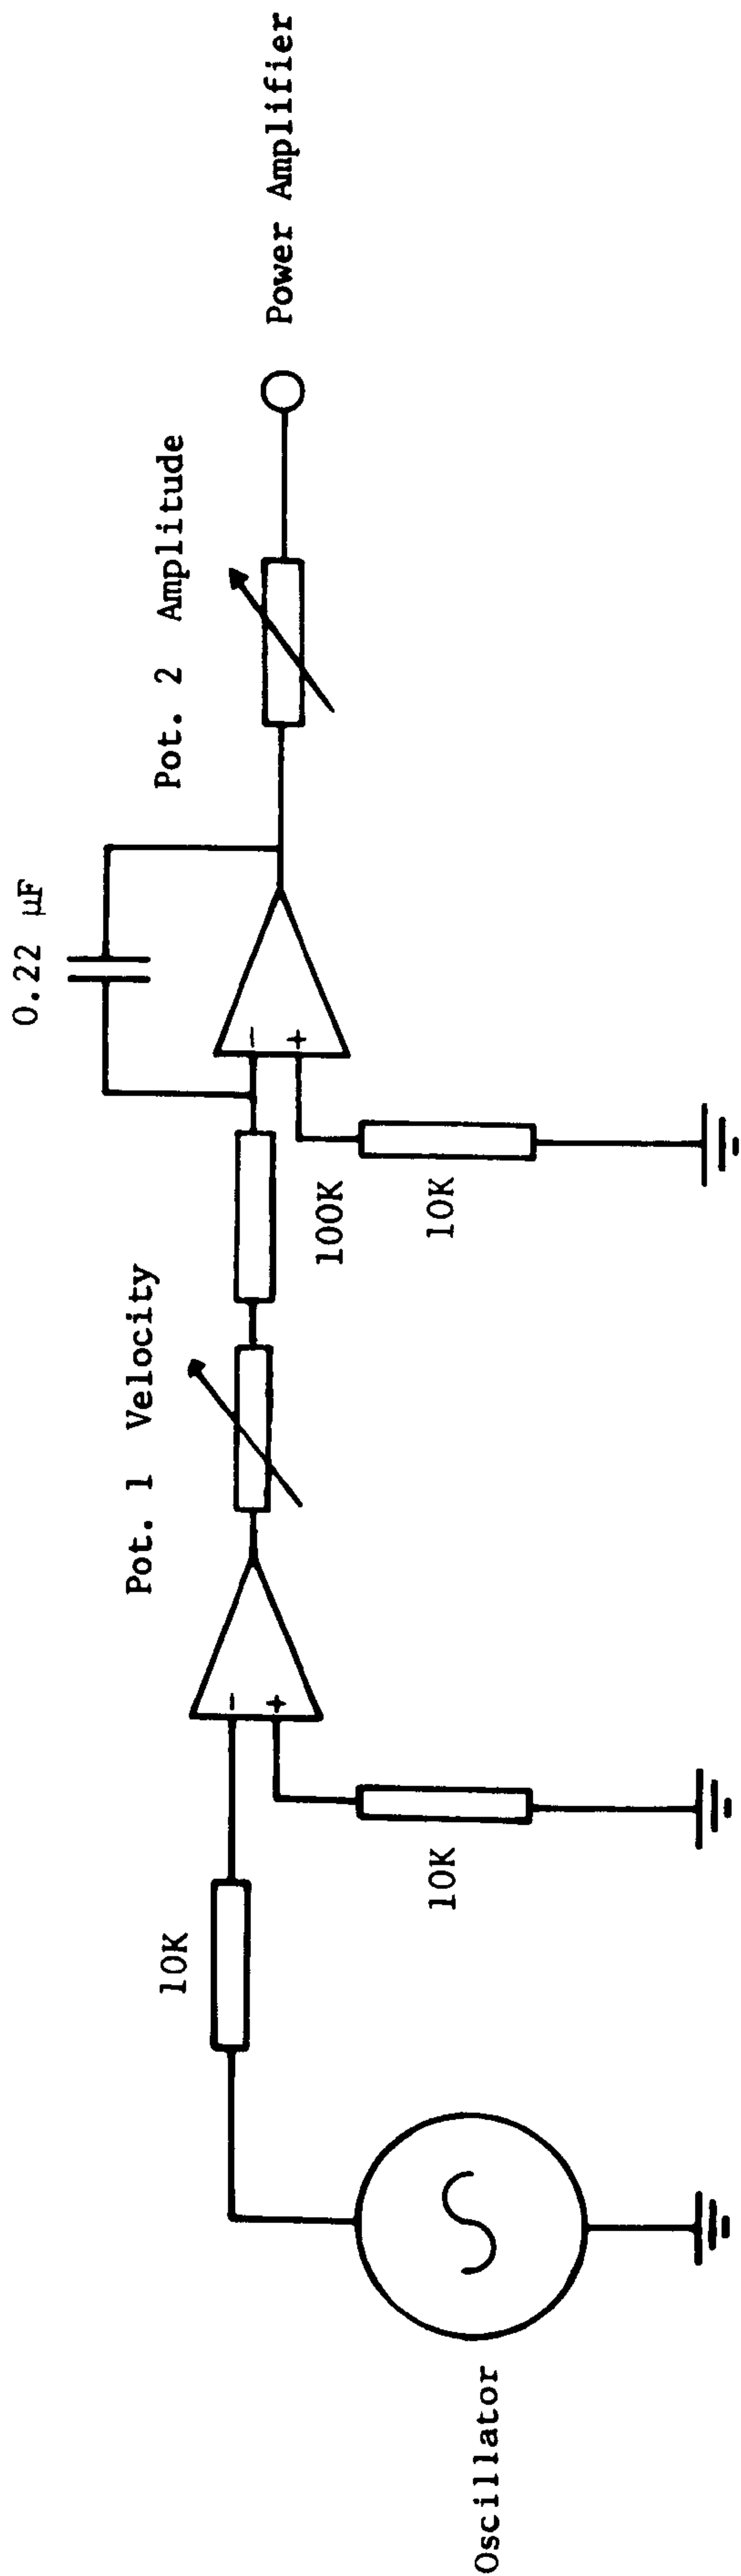 Oscillator
10K
10K
Pot. 1 Velocity
100K
10K
0.22 µF
Pot. 2 Amplitude
Power Amplifier
-
+
-
+